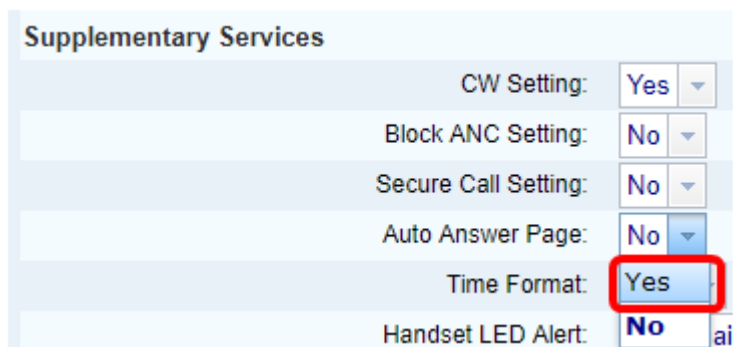 Supplementary Services
CW Setting: Yes
Block ANC Setting: No
Secure Call Setting: No
Auto Answer Page: No
Time Format: Yes
Handset LED Alert: No ai